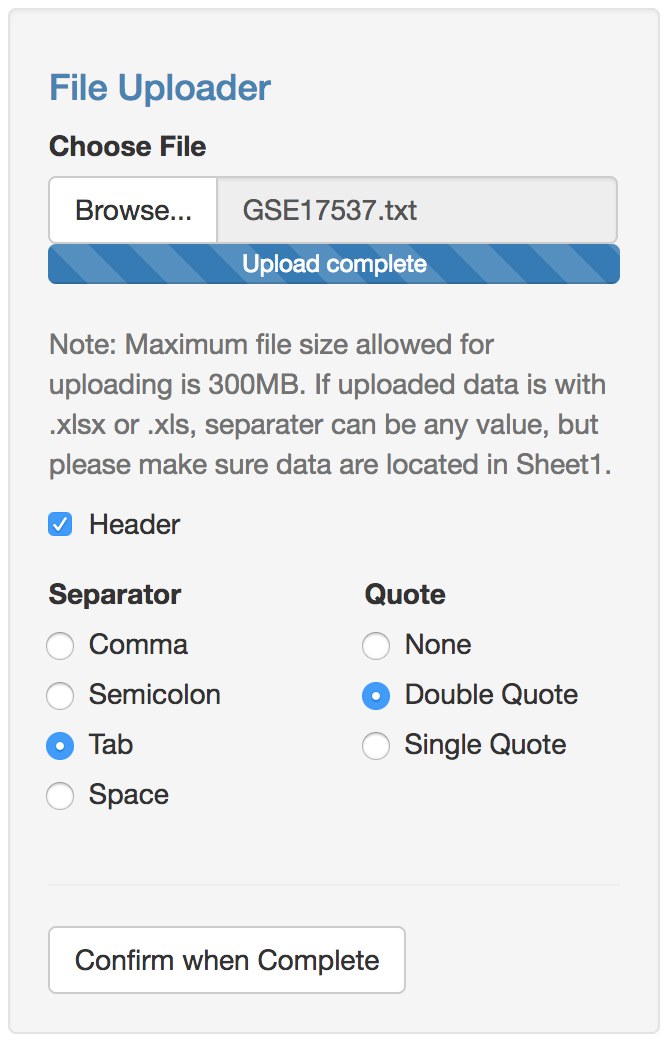 File Uploader
Choose File
Browse... GSE17537.txt
Upload complete
Note: Maximum file size allowed for
uploading is 300MB. If uploaded data is with
.xlsx or .xls, separater can be any value, but
please make sure data are located in Sheet1.
Header
Separator Quote
Comma None
Semicolon Double Quote
Tab Single Quote
Space
Confirm when Complete